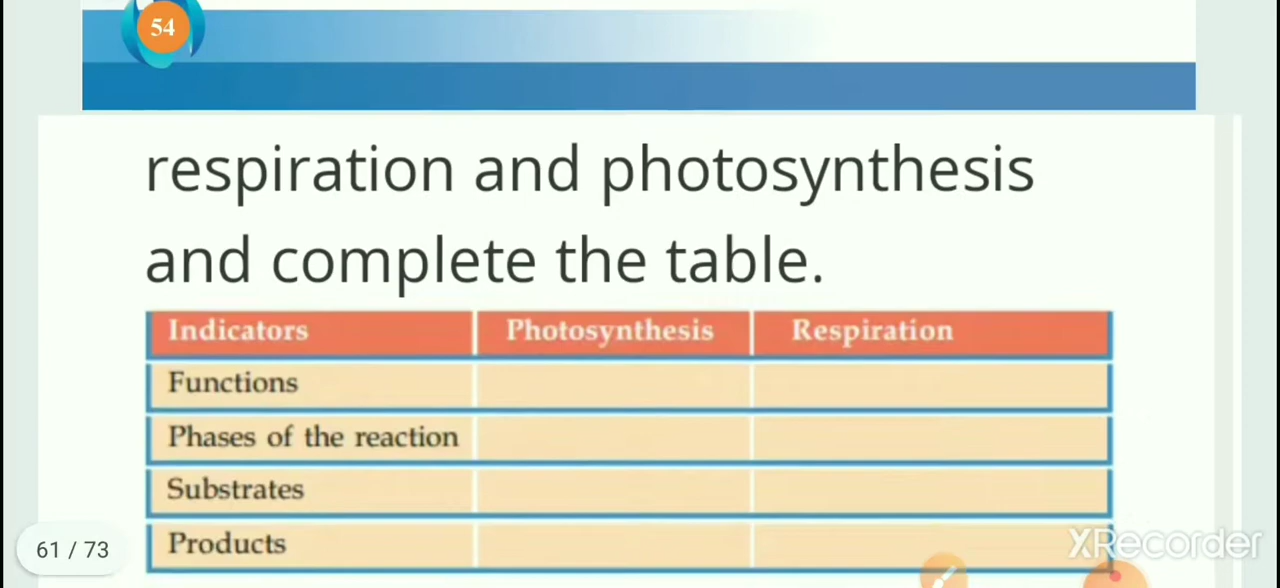 54
respiration and photosynthesis
and complete the table.
Indicators Photosynthesis Respiration
Functions
Phases of the reaction
Substrates
Products
61 / 73
XRecorder